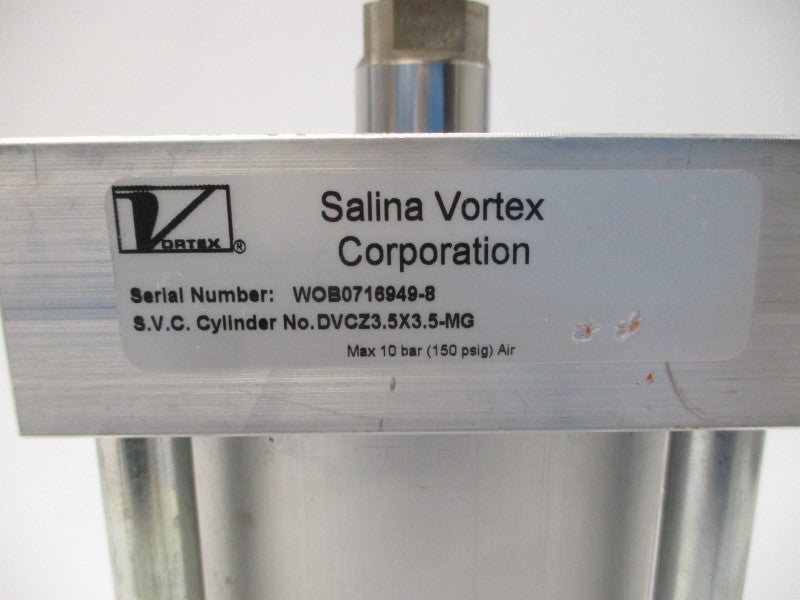 VORTEX ®
Salina Vortex
Corporation
Serial Number: WOB0716949-8
S.V.C. Cylinder No.DVCZ3.5X3.5-MG
Max 10 bar (150 psig) Air